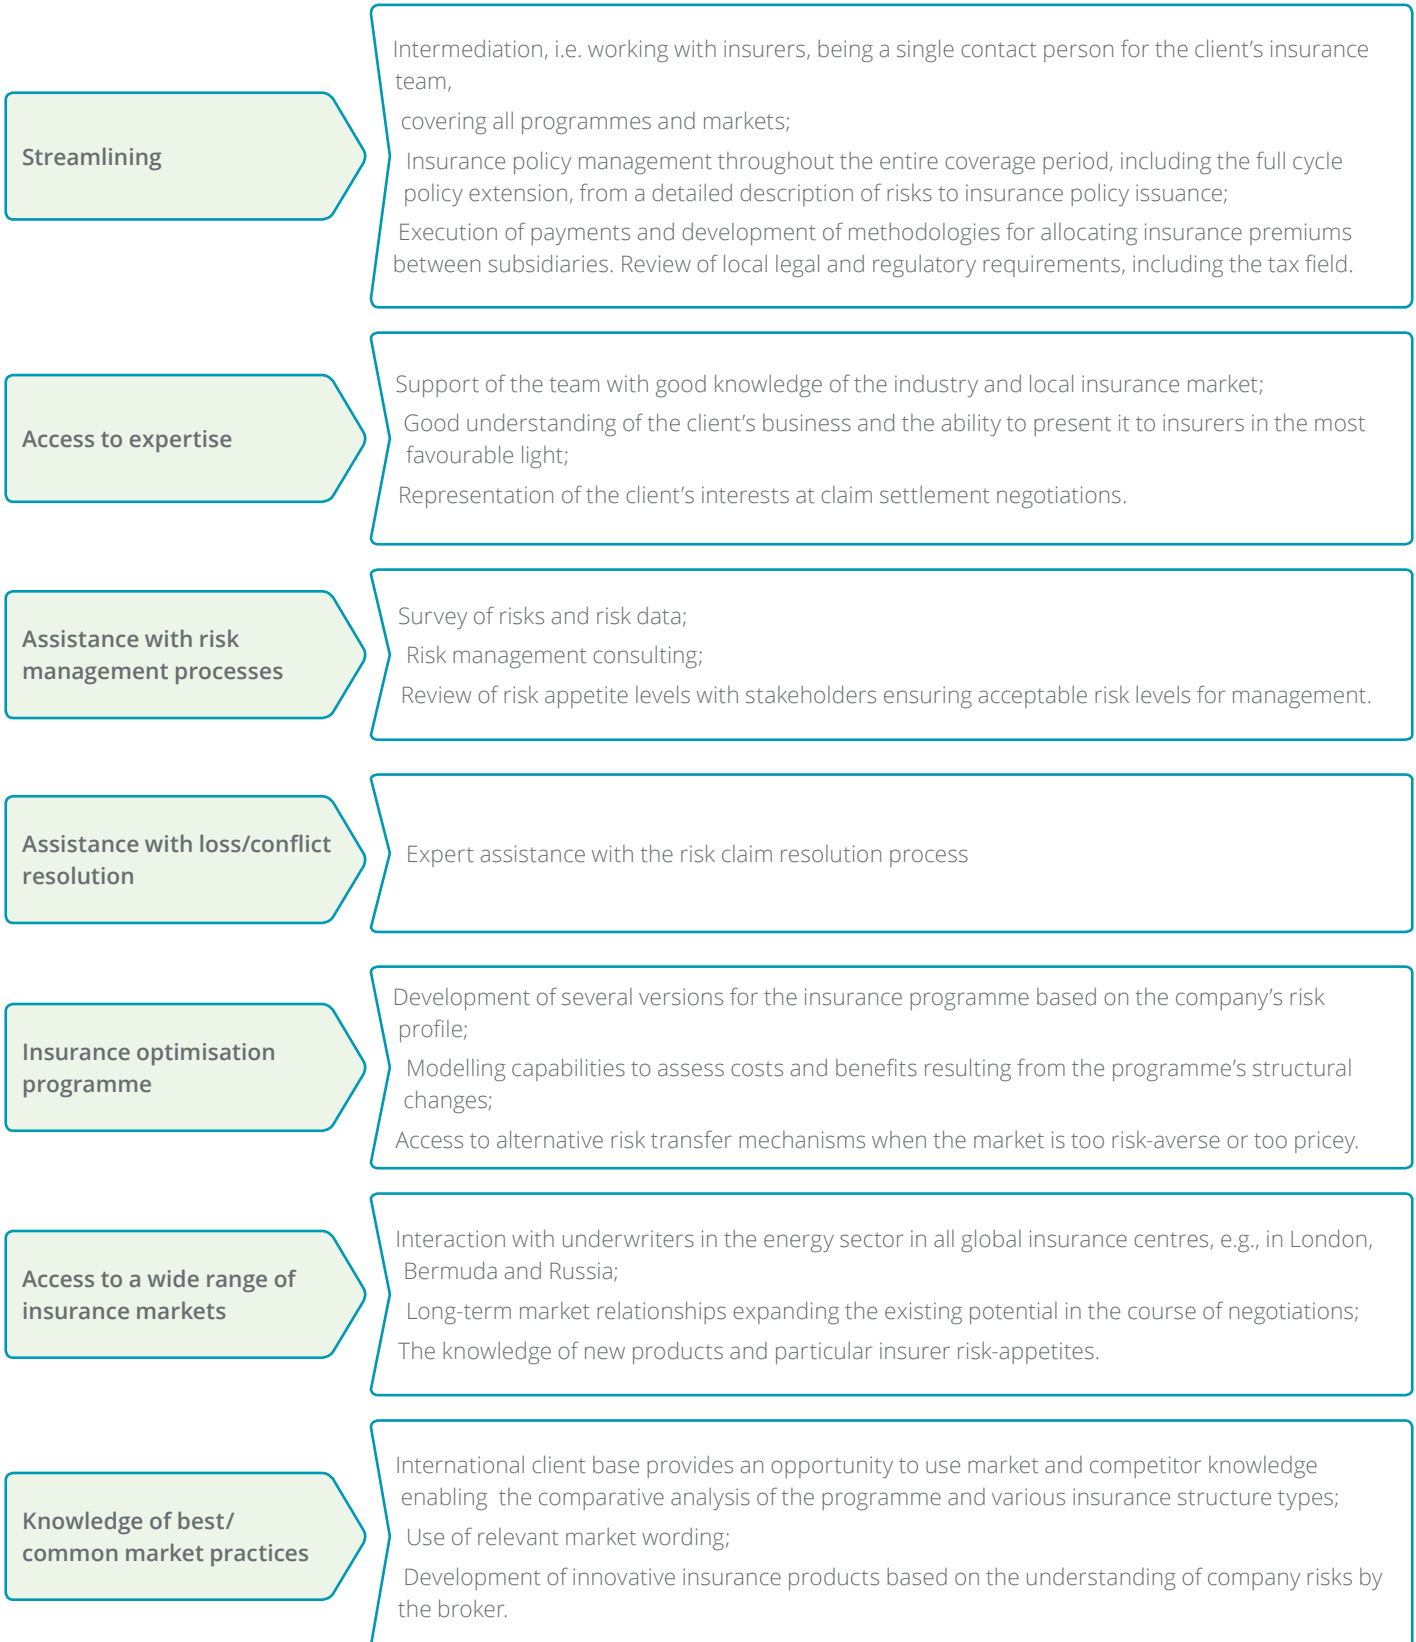 Streamlining
Intermediation, i.e. working with insurers, being a single contact person for the client’s insurance
team,
covering all programmes and markets;
Insurance policy management throughout the entire coverage period, including the full cycle
policy extension, from a detailed description of risks to insurance policy issuance;
Execution of payments and development of methodologies for allocating insurance premiums
between subsidiaries. Review of local legal and regulatory requirements, including the tax field.
Access to expertise
Support of the team with good knowledge of the industry and local insurance market;
Good understanding of the client’s business and the ability to present it to insurers in the most
favourable light;
Representation of the client’s interests at claim settlement negotiations.
Assistance with risk
management processes
Survey of risks and risk data;
Risk management consulting;
Review of risk appetite levels with stakeholders ensuring acceptable risk levels for management.
Assistance with loss/conflict
resolution
Expert assistance with the risk claim resolution process
Insurance optimisation
programme
Development of several versions for the insurance programme based on the company’s risk
profile;
Modelling capabilities to assess costs and benefits resulting from the programme’s structural
changes;
Access to alternative risk transfer mechanisms when the market is too risk-averse or too pricey.
Access to a wide range of
insurance markets
Interaction with underwriters in the energy sector in all global insurance centres, e.g., in London,
Bermuda and Russia;
Long-term market relationships expanding the existing potential in the course of negotiations;
The knowledge of new products and particular insurer risk-appetites.
Knowledge of best/
common market practices
International client base provides an opportunity to use market and competitor knowledge
enabling  the comparative analysis of the programme and various insurance structure types;
Use of relevant market wording;
Development of innovative insurance products based on the understanding of company risks by
the broker.